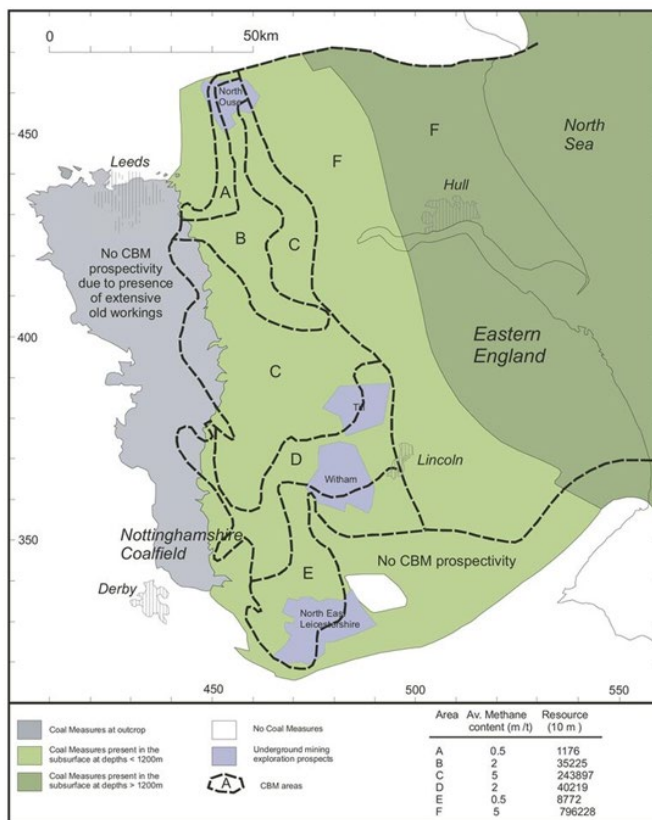 0 50km
North
Ouse
450
Leeds
F
F
North
Sea
A
Hull
B
C
No CBM
prospectivity
due to presence
of extensive
old workings
400
Eastern
England
C
Till
D
Lincoln
Witham
350
Nottinghamshire
Coalfield
No CBM prospectivity
E
Derby
North East
Leicestershire
450 500 550
Coal Measures at outcrop
Coal Measures present in the
subsurface at depths < 1200m
Coal Measures present in the
subsurface at depths > 1200m
No Coal Measures
Underground mining
exploration prospects
A CBM areas
Area Av. Methane Resource
content (m /t) (10 m )
A 0.5 1176
B 2 35225
C 5 243897
D 2 40219
E 0.5 8772
F 5 796228